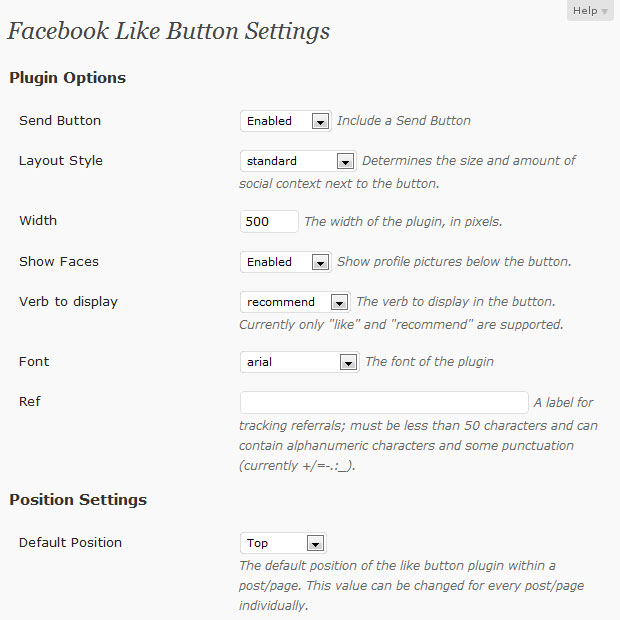 Help
Facebook Like Button Settings
Plugin Options
Send Button
Enabled
Include a Send Button
Layout Style
standard
Determines the size and amount of
social context next to the button.
Width
500
The width of the plugin, in pixels.
Show Faces
Enabled
Show profile pictures below the button.
Verb to display
recommend
The verb to display in the button.
Currently only "like" and "recommend" are supported.
Font
arial
The font of the plugin
Ref
A label for
tracking referrals; must be less than 50 characters and can
contain alphanumeric characters and some punctuation
(currently +/=-.:_).
Position Settings
Default Position
Top
The default position of the like button plugin within a
post/page. This value can be changed for every post/page
individually.